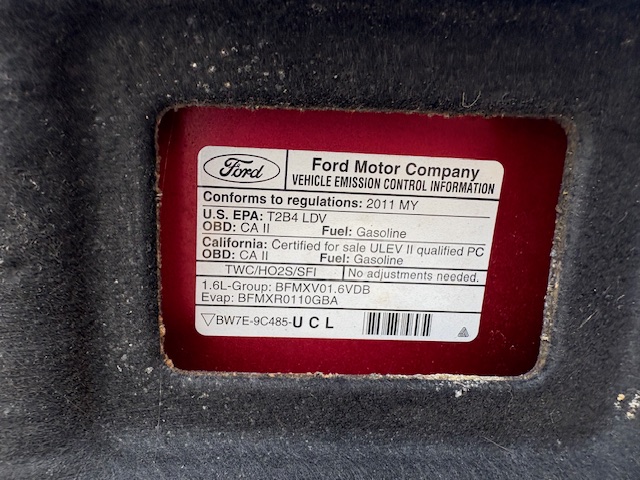 Ford
Ford Motor Company
VEHICLE EMISSION CONTROL INFORMATION
Conforms to regulations: 2011 MY
U.S. EPA: T2B4 LDV
OBD: CA II Fuel: Gasoline
California: Certified for sale ULEV II qualified PC
OBD: CA II Fuel: Gasoline
TWC/HO2S/SFI No adjustments needed.
1.6L-Group: BFMXV01.6VDB
Evap: BFMXR0110GBA
BW7E-9C485-U C L